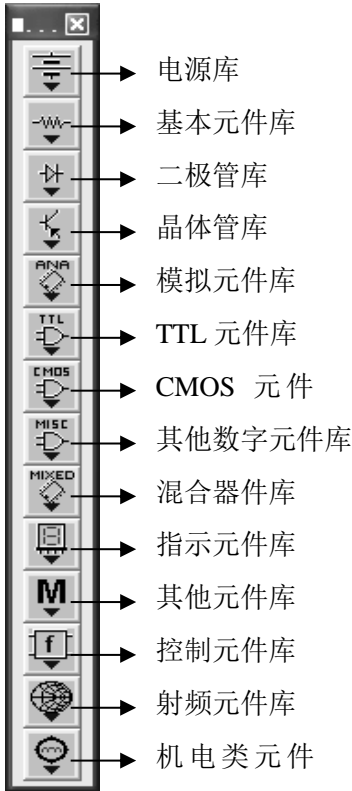 ...
电源库
基本元件库
二极管库
晶体管库
ANA
模拟元件库
TTL
TTL 元件库
CMOS
CMOS 元件
MISC
其他数字元件库
MIXED
混合器件库
指示元件库
M
其他元件库
f
控制元件库
射频元件库
机电类元件